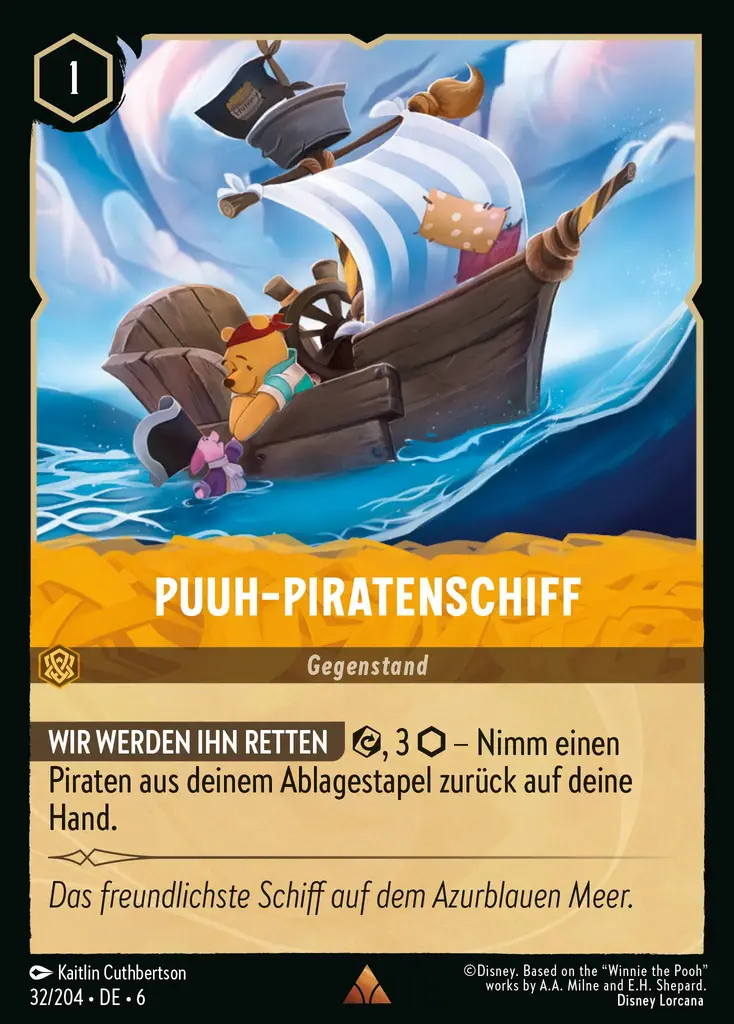 1
PUUH-PIRATENSCHIFF
Gegenstand
WIR WERDEN IHN RETTEN , 3 – Nimm einen
Piraten aus deinem Ablagestapel zurück auf deine
Hand.
Das freundlichste Schiff auf dem Azurblauen Meer.
Kaitlin Cuthbertson
32/204 • DE • 6
©Disney. Based on the “Winnie the Pooh”
works by A.A. Milne and E.H. Shepard.
Disney Lorcana